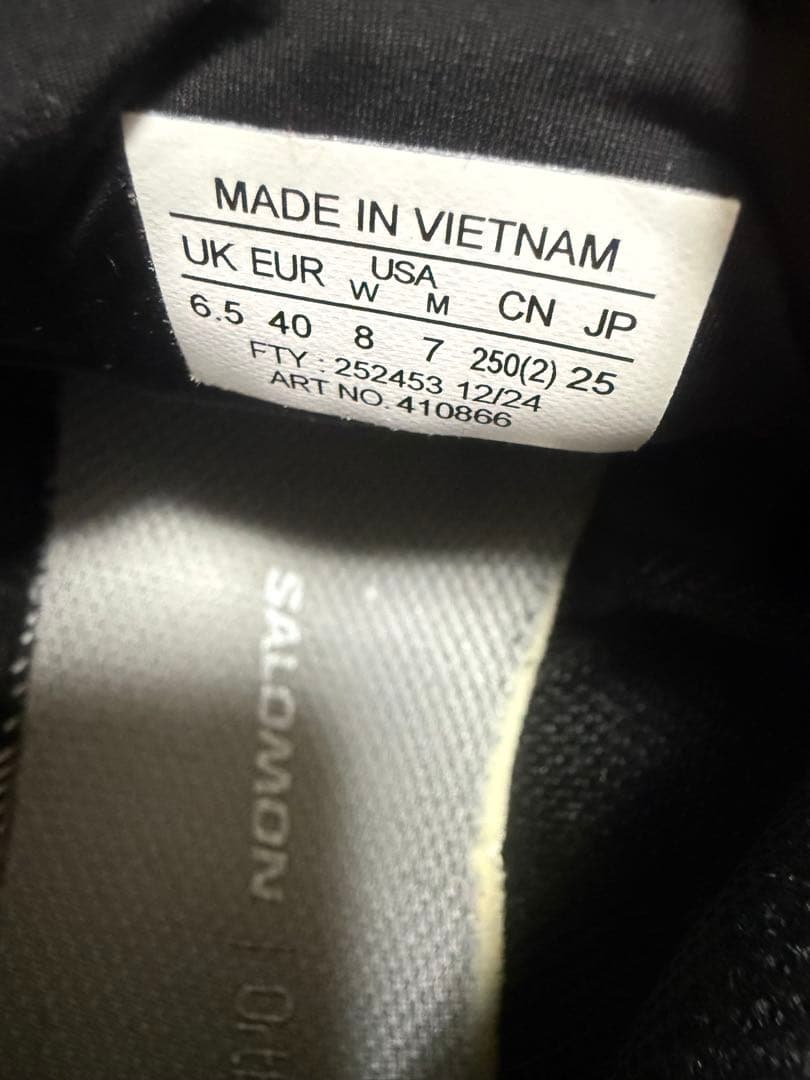 MADE IN VIETNAM
UK EUR USA CN JP
W M
6.5 40 8 7 250(2) 25
FTY : 252453 12/24
ART NO. 410866
SALOMON